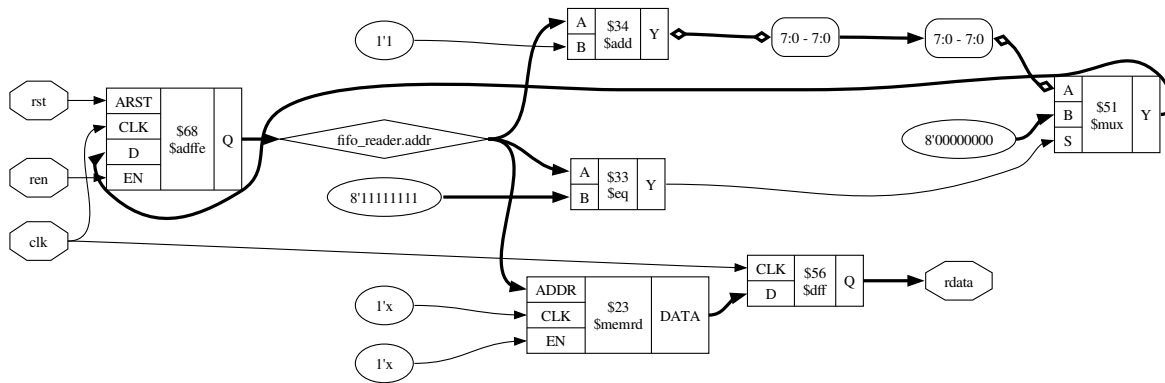 rst
ren
clk
ARST
CLK
D
EN
$68
$adffe
Q
fifo_reader.addr
1'1
A
B
$34
$add
Y
7:0 - 7:0
7:0 - 7:0
A
B
S
$51
$mux
Y
8'00000000
8'11111111
A
B
$33
$eq
Y
1'x
1'x
ADDR
CLK
EN
$23
$memrd
DATA
CLK
D
$56
$dff
Q
rdata